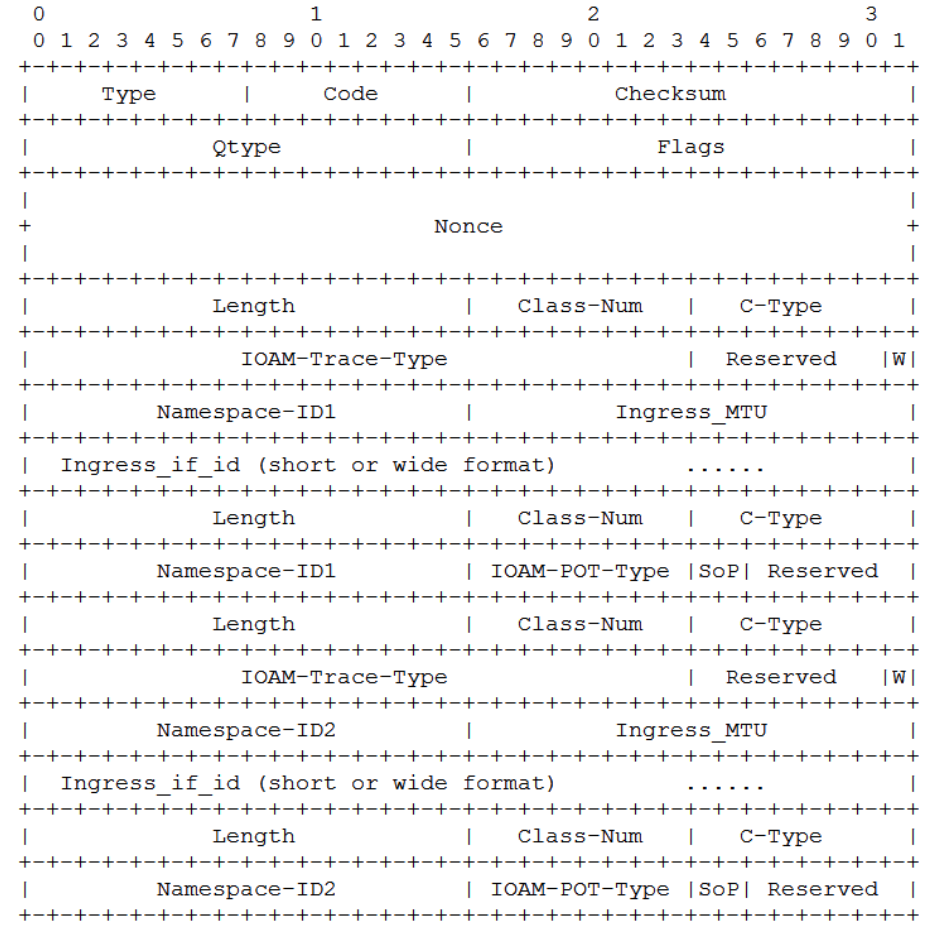 0                   1                   2                   3
 0 1 2 3 4 5 6 7 8 9 0 1 2 3 4 5 6 7 8 9 0 1 2 3 4 5 6 7 8 9 0 1
+-+-+-+-+-+-+-+-+-+-+-+-+-+-+-+-+-+-+-+-+-+-+-+-+-+-+-+-+-+-+-+-+
|     Type      |     Code      |          Checksum             |
+-+-+-+-+-+-+-+-+-+-+-+-+-+-+-+-+-+-+-+-+-+-+-+-+-+-+-+-+-+-+-+-+
|             Qtype             |             Flags             |
+-+-+-+-+-+-+-+-+-+-+-+-+-+-+-+-+-+-+-+-+-+-+-+-+-+-+-+-+-+-+-+-+
|                                                               |
+                             Nonce                             +
|                                                               |
+-+-+-+-+-+-+-+-+-+-+-+-+-+-+-+-+-+-+-+-+-+-+-+-+-+-+-+-+-+-+-+-+
|             Length            |   Class-Num   |   C-Type      |
+-+-+-+-+-+-+-+-+-+-+-+-+-+-+-+-+-+-+-+-+-+-+-+-+-+-+-+-+-+-+-+-+
|               IOAM-Trace-Type                 |  Reserved   |W|
+-+-+-+-+-+-+-+-+-+-+-+-+-+-+-+-+-+-+-+-+-+-+-+-+-+-+-+-+-+-+-+-+
|         Namespace-ID1         |          Ingress_MTU          |
+-+-+-+-+-+-+-+-+-+-+-+-+-+-+-+-+-+-+-+-+-+-+-+-+-+-+-+-+-+-+-+-+
|  Ingress_if_id (short or wide format)         ......          |
+-+-+-+-+-+-+-+-+-+-+-+-+-+-+-+-+-+-+-+-+-+-+-+-+-+-+-+-+-+-+-+-+
|             Length            |   Class-Num   |   C-Type      |
+-+-+-+-+-+-+-+-+-+-+-+-+-+-+-+-+-+-+-+-+-+-+-+-+-+-+-+-+-+-+-+-+
|         Namespace-ID1         | IOAM-POT-Type |SoP| Reserved  |
+-+-+-+-+-+-+-+-+-+-+-+-+-+-+-+-+-+-+-+-+-+-+-+-+-+-+-+-+-+-+-+-+
|             Length            |   Class-Num   |   C-Type      |
+-+-+-+-+-+-+-+-+-+-+-+-+-+-+-+-+-+-+-+-+-+-+-+-+-+-+-+-+-+-+-+-+
|               IOAM-Trace-Type                 |  Reserved   |W|
+-+-+-+-+-+-+-+-+-+-+-+-+-+-+-+-+-+-+-+-+-+-+-+-+-+-+-+-+-+-+-+-+
|         Namespace-ID2         |          Ingress_MTU          |
+-+-+-+-+-+-+-+-+-+-+-+-+-+-+-+-+-+-+-+-+-+-+-+-+-+-+-+-+-+-+-+-+
|  Ingress_if_id (short or wide format)         ......          |
+-+-+-+-+-+-+-+-+-+-+-+-+-+-+-+-+-+-+-+-+-+-+-+-+-+-+-+-+-+-+-+-+
|             Length            |   Class-Num   |   C-Type      |
+-+-+-+-+-+-+-+-+-+-+-+-+-+-+-+-+-+-+-+-+-+-+-+-+-+-+-+-+-+-+-+-+
|         Namespace-ID2         | IOAM-POT-Type |SoP| Reserved  |
+-+-+-+-+-+-+-+-+-+-+-+-+-+-+-+-+-+-+-+-+-+-+-+-+-+-+-+-+-+-+-+-+